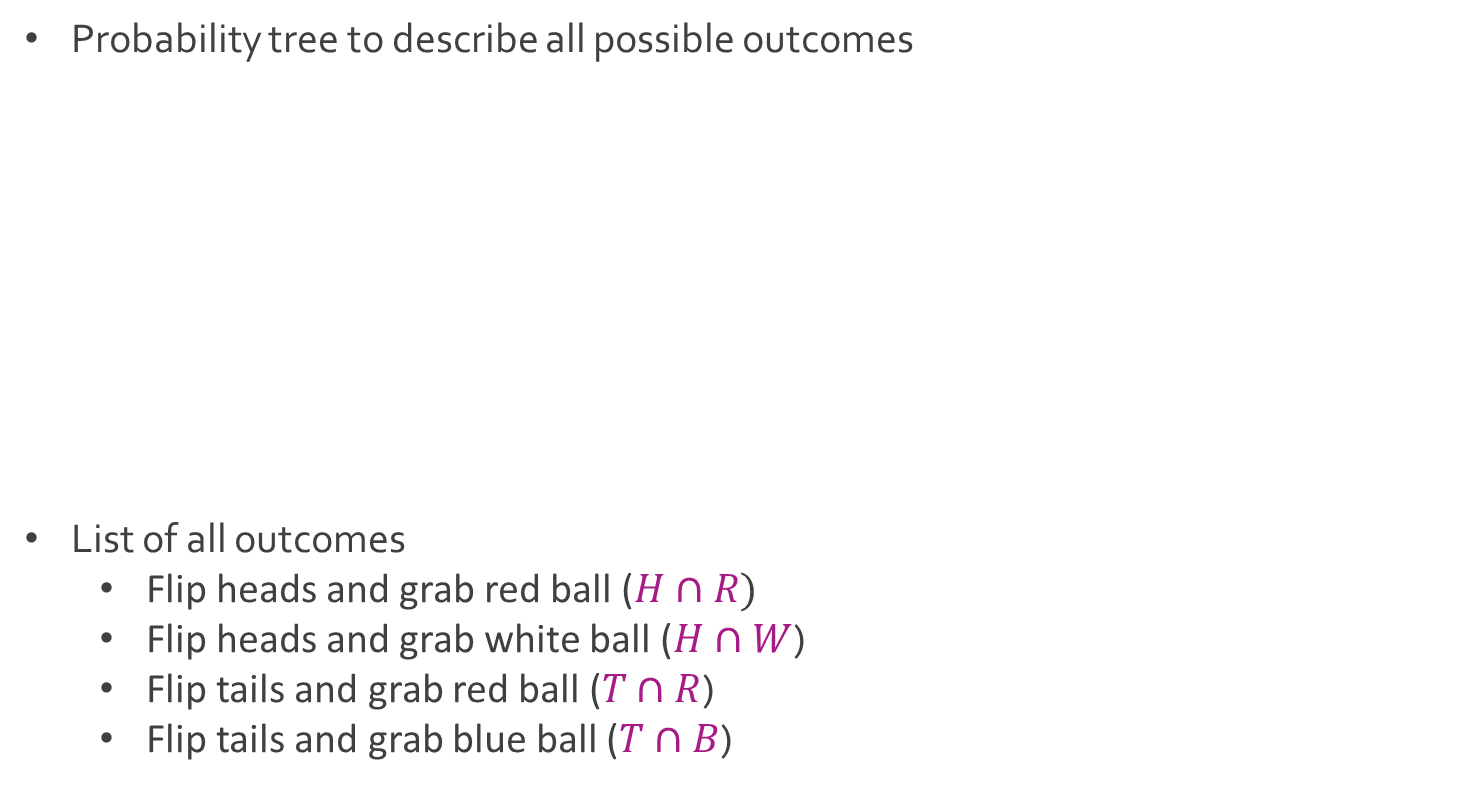 • Probability tree to describe all possible outcomes
• List of all outcomes
• Flip heads and grab red ball (H ∩ R)
• Flip heads and grab white ball (H ∩ W)
• Flip tails and grab red ball (T ∩ R)
• Flip tails and grab blue ball (T ∩ B)